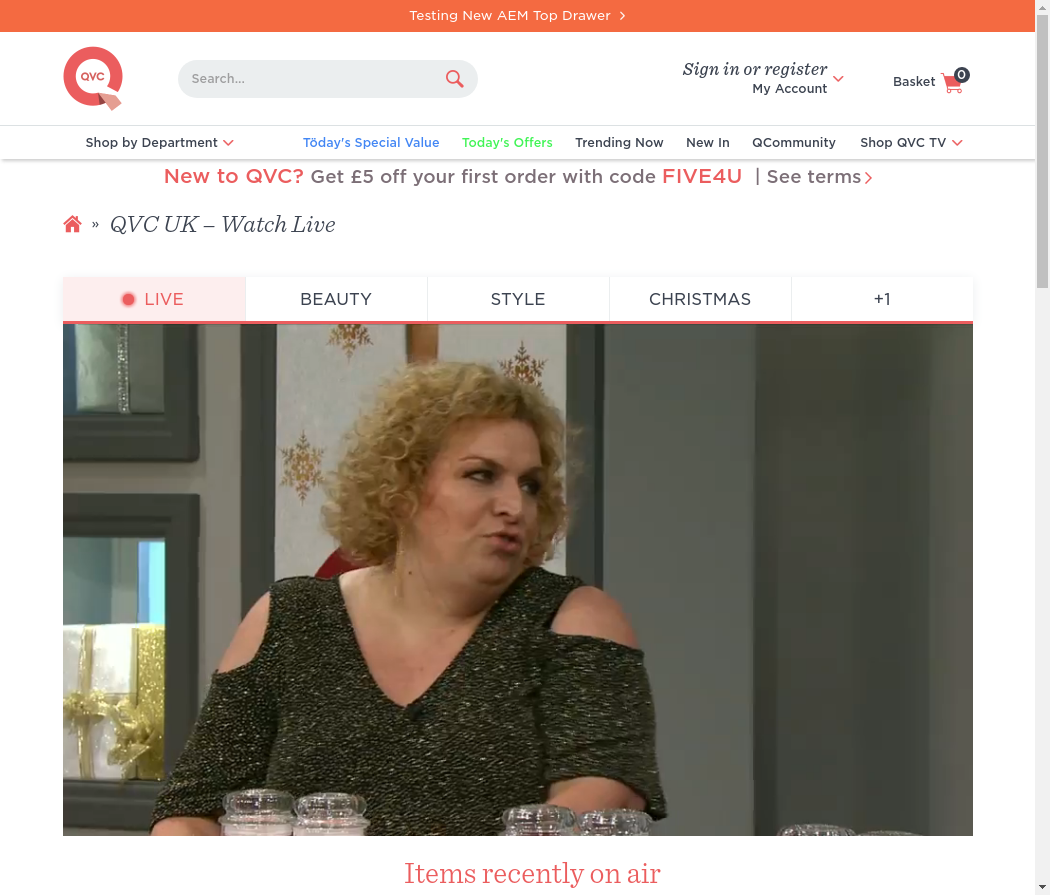 Testing New AEM Top Drawer
QVC
Search...
Sign in or register
My Account
Basket 0
Shop by Department
Töday's Special Value
Today's Offers
Trending Now
New In
QCommunity
Shop QVC TV
New to QVC? Get £5 off your first order with code FIVE4U | See terms
» QVC UK – Watch Live
LIVE
BEAUTY
STYLE
CHRISTMAS
+1
Items recently on air